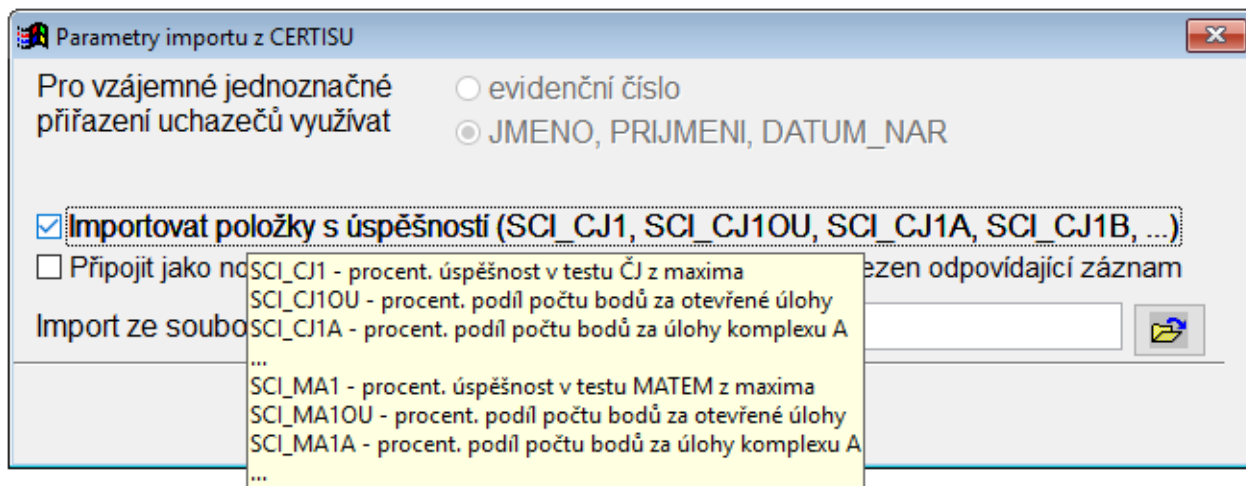 Parametry importu z CERTISU
Pro vzájemné jednoznačné
přiřazení uchazečů využívat
evidenční číslo
JMENO, PRIJMENI, DATUM_NAR
Importovat položky s úspěšností (SCI_CJ1, SCI_CJ1OU, SCI_CJ1A, SCI_CJ1B, ...)
Připojit jako odpovídající záznam
Import ze
SCI_CJ1 - procent. úspěšnost v testu ČJ z maxima
SCI_CJ1OU - procent. podíl počtu bodů za otevřené úlohy
SCI_CJ1A - procent. podíl počtu bodů za úlohy komplexu A
...
SCI_MA1 - procent. úspěšnost v testu MATEM z maxima
SCI_MA1OU - procent. podíl počtu bodů za otevřené úlohy
SCI_MA1A - procent. podíl počtu bodů za úlohy komplexu A
...